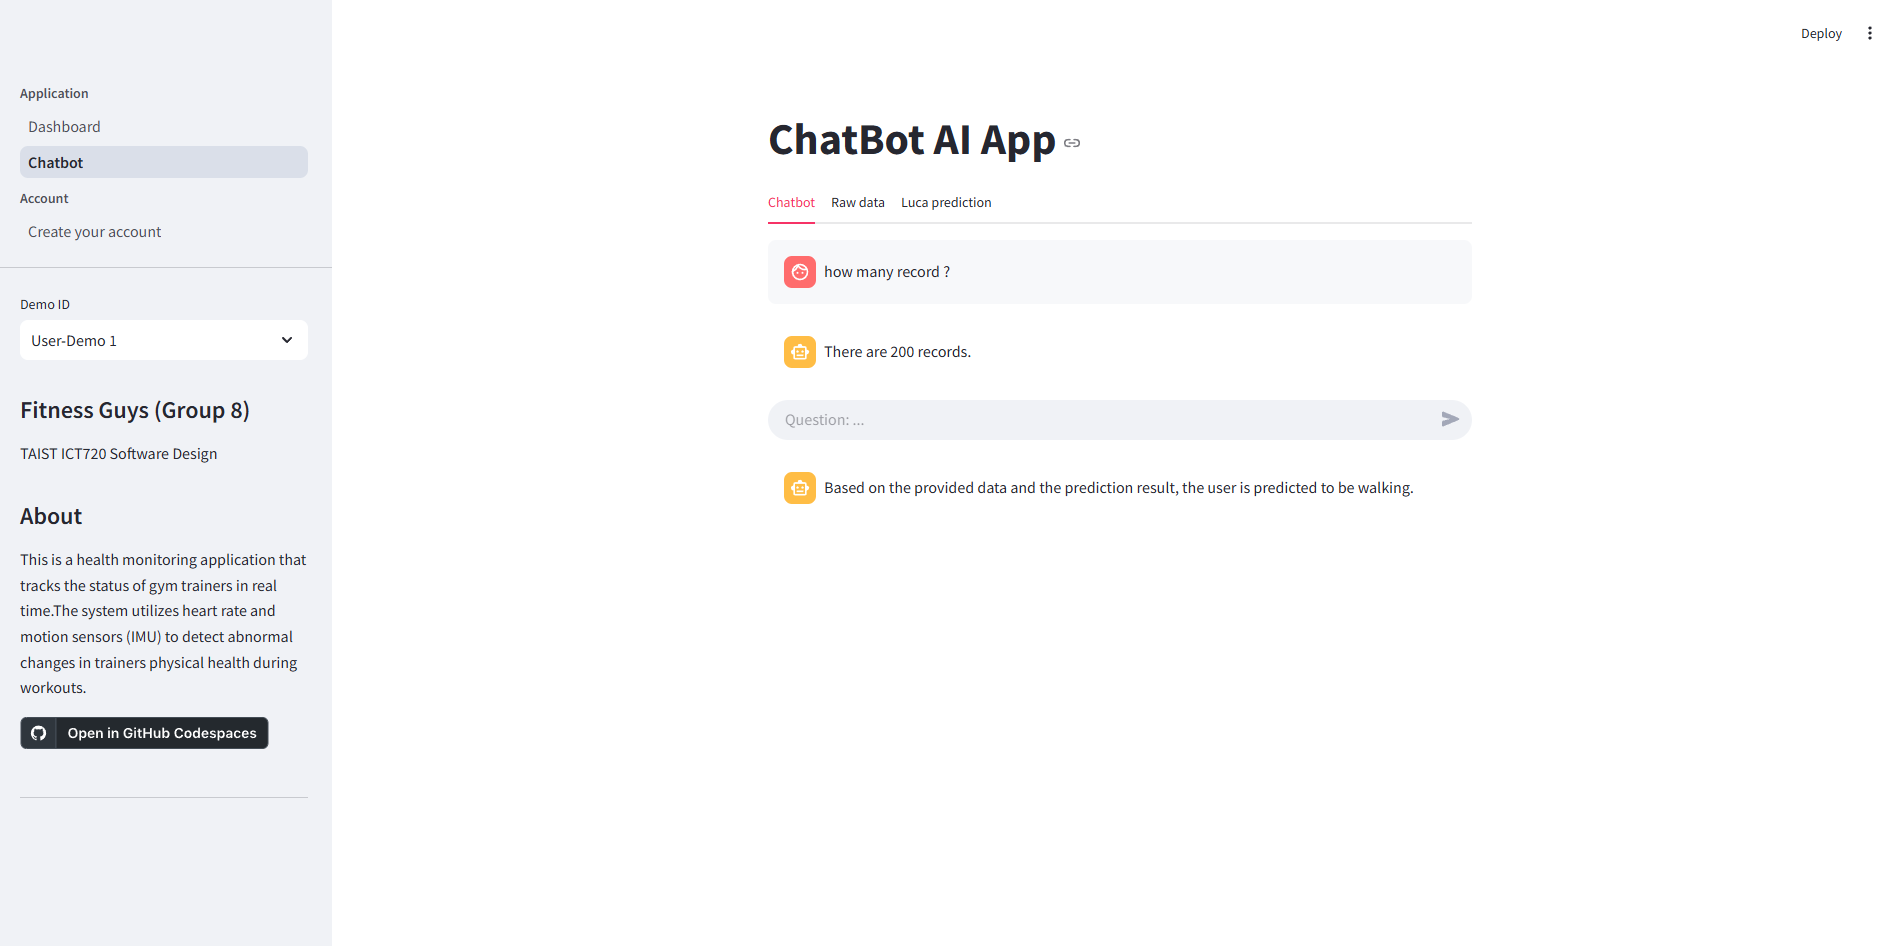 Deploy
Application
Dashboard
Chatbot
Account
Create your account
Demo ID
User-Demo 1
Fitness Guys (Group 8)
TAIST ICT720 Software Design
About
This is a health monitoring application that
tracks the status of gym trainers in real
time.The system utilizes heart rate and
motion sensors (IMU) to detect abnormal
changes in trainers physical health during
workouts.
Open in GitHub Codespaces
ChatBot AI App
Chatbot Raw data Luca prediction
how many record ?
There are 200 records.
Question: ...
Based on the provided data and the prediction result, the user is predicted to be walking.